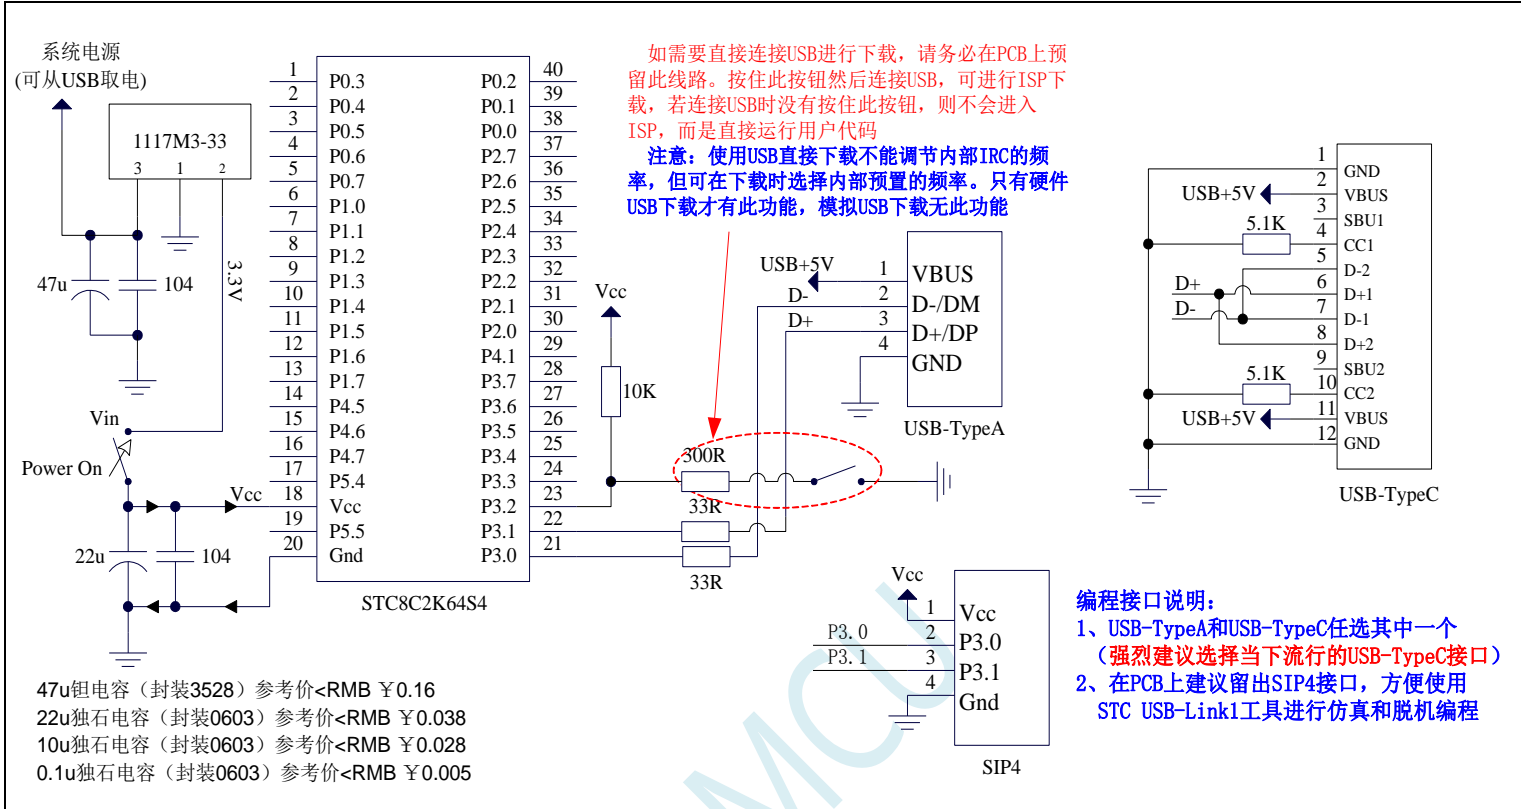 系统电源
(可从USB取电)
1117M3-33
3 1 2
47u
104
3.3V
Vin
Power On
Vcc
22u
104
1 P0.3
2 P0.4
3 P0.5
4 P0.6
5 P0.7
6 P1.0
7 P1.1
8 P1.2
9 P1.3
10 P1.4
11 P1.5
12 P1.6
13 P1.7
14 P4.5
15 P4.6
16 P4.7
17 P5.4
18 Vcc
19 P5.5
20 Gnd
P0.2 40
P0.1 39
P0.0 38
P2.7 37
P2.6 36
P2.5 35
P2.4 34
P2.3 33
P2.2 32
P2.1 31
P2.0 30
P4.1 29
P3.7 28
P3.6 27
P3.5 26
P3.4 25
P3.3 24
P3.2 23
P3.1 22
P3.0 21
STC8C2K64S4
如需要直接连接USB进行下载，请务必在PCB上预
留此线路。按住此按钮然后连接USB，可进行ISP下
载，若连接USB时没有按住此按钮，则不会进入
ISP，而是直接运行用户代码
注意：使用USB直接下载不能调节内部IRC的频
率，但可在下载时选择内部预置的频率。只有硬件
USB下载才有此功能，模拟USB下载无此功能
Vcc
10K
300R
33R
33R
USB+5V
D-
D+
1 VBUS
2 D-/DM
3 D+/DP
4 GND
USB-TypeA
Vcc
P3.0
P3.1
1 Vcc
2 P3.0
3 P3.1
4 Gnd
SIP4
USB+5V
5.1K
D+
D-
5.1K
USB+5V
1 GND
2 VBUS
3 SBU1
4 CC1
5 D-2
6 D+1
7 D-1
8 D+2
9 SBU2
10 CC2
11 VBUS
12 GND
USB-TypeC
编程接口说明：
1、USB-TypeA和USB-TypeC任选其中一个
（强烈建议选择当下流行的USB-TypeC接口）
2、在PCB上建议留出SIP4接口，方便使用
STC USB-Link1工具进行仿真和脱机编程
47u钽电容（封装3528）参考价<RMB ￥0.16
22u独石电容（封装0603）参考价<RMB ￥0.038
10u独石电容（封装0603）参考价<RMB ￥0.028
0.1u独石电容（封装0603）参考价<RMB ￥0.005
MCU